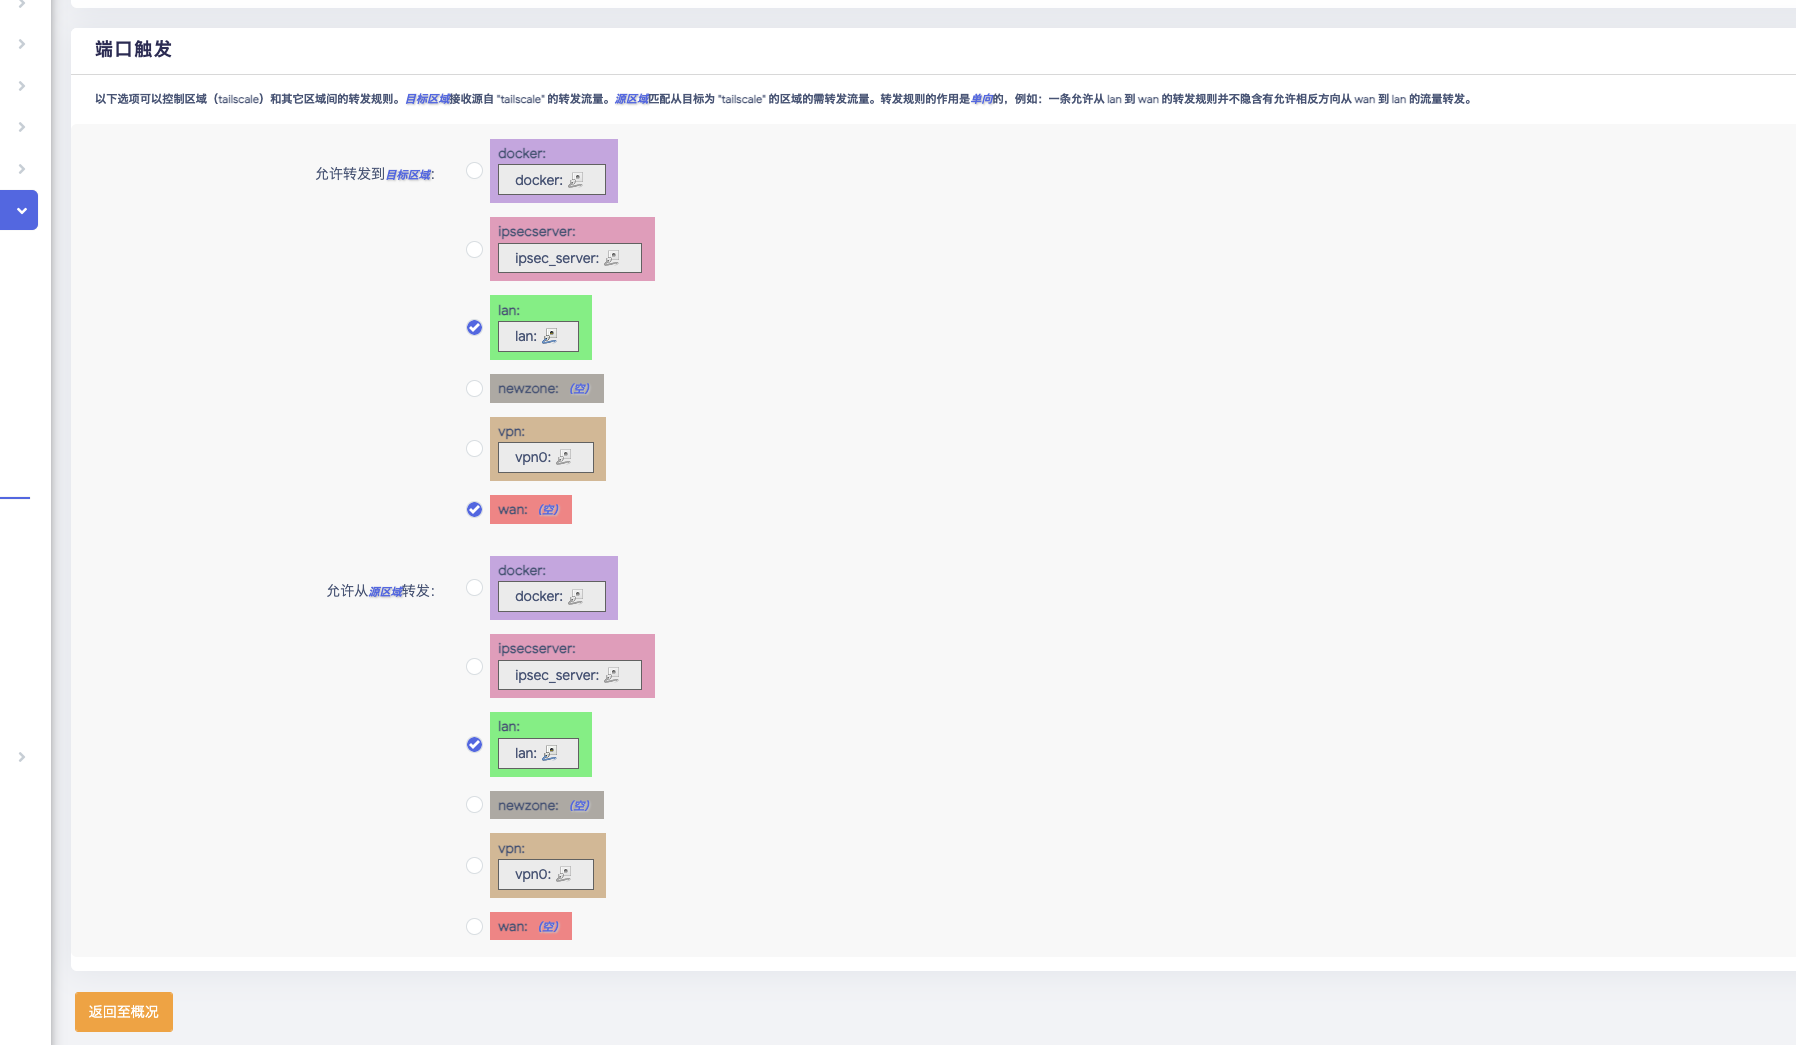 端口触发
以下选项可以控制区域（tailscale）和其它区域间的转发规则。目标区域接收源自 "tailscale" 的转发流量。源区域匹配从目标为 "tailscale" 的区域的需转发流量。转发规则的作用是单向的，例如：一条允许从 lan 到 wan 的转发规则并不隐含有允许相反方向从 wan 到 lan 的流量转发。
允许转发到目标区域：
docker:
docker:
ipsecserver:
ipsec_server:
lan:
lan:
newzone: (空)
vpn:
vpn0:
wan: (空)
允许从源区域转发：
docker:
docker:
ipsecserver:
ipsec_server:
lan:
lan:
newzone: (空)
vpn:
vpn0:
wan: (空)
返回至概况